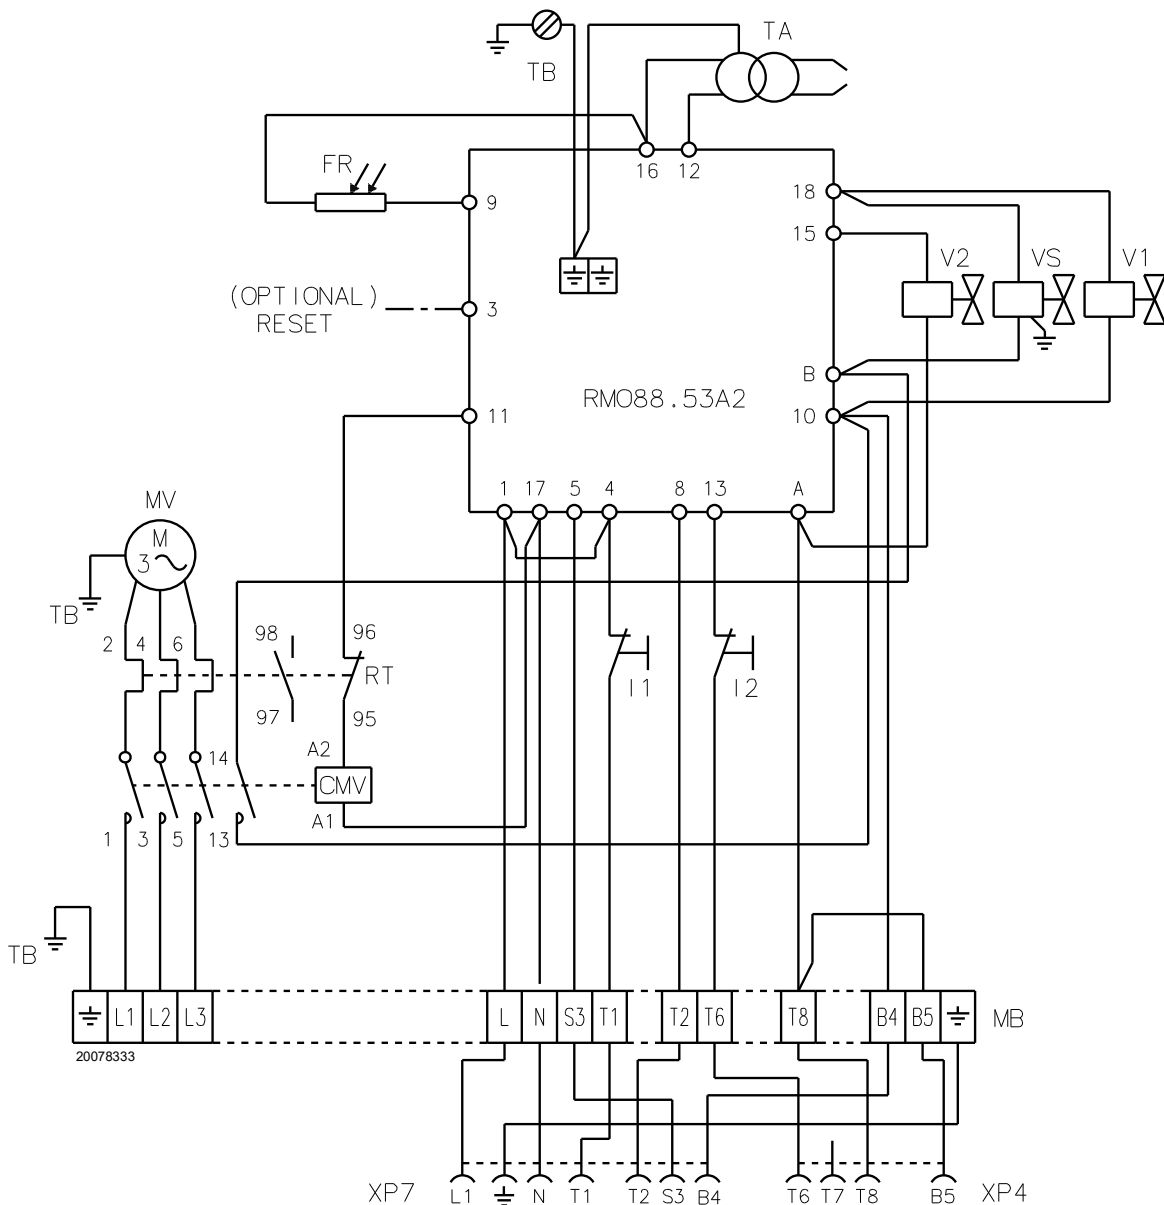 TA
TB
16 12
FR
9
18
15
V2 VS V1
(OPTIONAL)
RESET
3
B
RMO88.53A2
11
10
1 17 5 4 8 13 A
MV
M
3
TB
2 4 6
98 96
RT
I1 I2
97 95
14
A2
CMV
A1
1 3 5 13
TB
L1 L2 L3 L N S3 T1 T2 T6 T8 B4 B5 MB
20078333
XP7 L1 N T1 T2 S3 B4 T6 T7 T8 B5 XP4